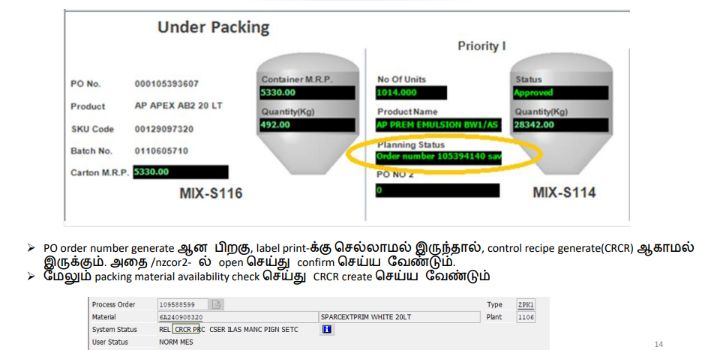 Under Packing
Priority I
PO No. 000105393607
Container M.R.P.
5330.00
No Of Units
1014.000
Status
Approved
Product AP APEX AB2 20 LT
Quantity(Kg)
492.00
Product Name
AP PREM EMULSION BW1/AS
Quantity(Kg)
28342.00
SKU Code 00129097320
Planning Status
Order number 105394140 sav
Batch No. 0110605710
Carton M.R.P. 5330.00
PO NO 2
0
MIX-S116
MIX-S114
➢ PO order number generate ஆன பிறகு, label print-க்கு செல்லாமல் இருந்தால், control recipe generate(CRCR) ஆகாமல்
இருக்கும். அதை /nzcor2- ல் open செய்து confirm செய்ய வேண்டும்.
➢ மேலும் packing material availability check செய்து CRCR create செய்ய வேண்டும்
Process Order 109588599 Type ZPK1
Material 6A240908320 SPARCEXTPRIM WHITE 20LT Plant 1106
System Status REL CRCR PRC CSER ILAS MANC PIGN SETC
User Status NORM MES
14